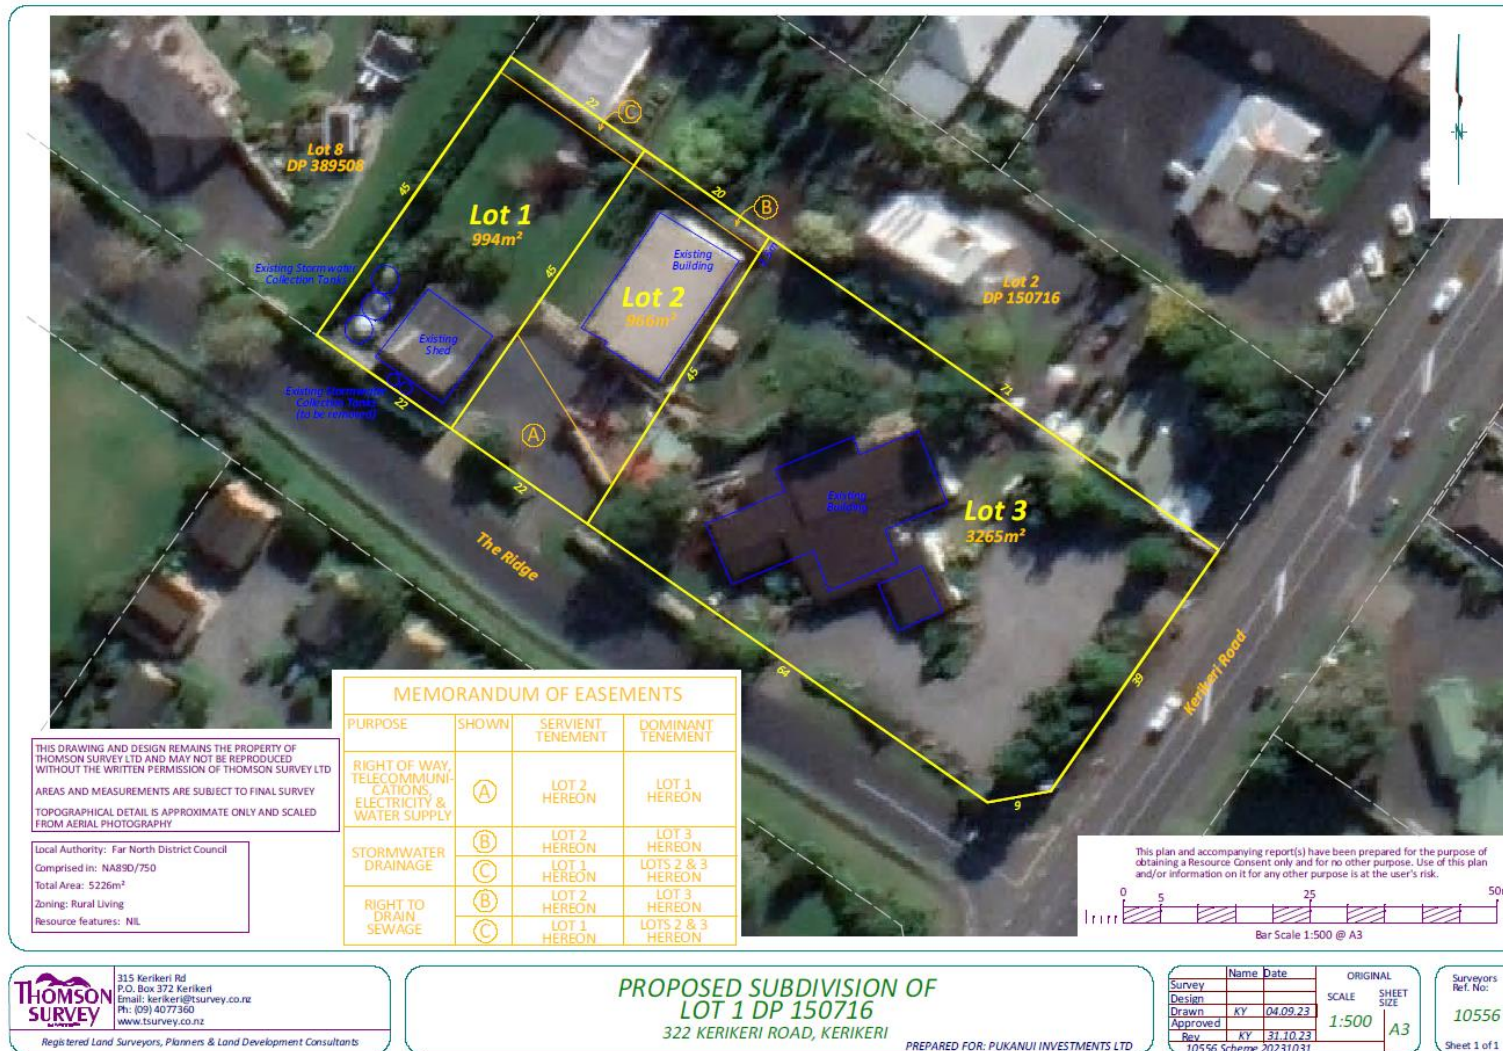 Lot 8
DP 389508
Lot 1
994m²
Lot 2
966m²
Lot 3
3265m²
Lot 2
DP 150716
45
22
C
20
B
45
45
71
22
22
A
64
39
9
Existing Stormwater
Collection Tanks
Existing
Shed
Existing Stormwater
Collection Tanks
(to be removed)
Existing
Building
Existing
Building
The Ridge
Kerikeri Road
N
MEMORANDUM OF EASEMENTS
PURPOSE SHOWN SERVIENT TENEMENT DOMINANT TENEMENT
RIGHT OF WAY, TELECOMMUNI-CATIONS, ELECTRICITY & WATER SUPPLY A LOT 2 HEREON LOT 1 HEREON
STORMWATER DRAINAGE B LOT 2 HEREON LOT 3 HEREON
C LOT 1 HEREON LOTS 2 & 3 HEREON
RIGHT TO DRAIN SEWAGE B LOT 2 HEREON LOT 3 HEREON
C LOT 1 HEREON LOTS 2 & 3 HEREON
THIS DRAWING AND DESIGN REMAINS THE PROPERTY OF
THOMSON SURVEY LTD AND MAY NOT BE REPRODUCED
WITHOUT THE WRITTEN PERMISSION OF THOMSON SURVEY LTD
AREAS AND MEASUREMENTS ARE SUBJECT TO FINAL SURVEY
TOPOGRAPHICAL DETAIL IS APPROXIMATE ONLY AND SCALED
FROM AERIAL PHOTOGRAPHY
Local Authority: Far North District Council
Comprised in: NA89D/750
Total Area: 5226m²
Zoning: Rural Living
Resource features: NIL
This plan and accompanying report(s) have been prepared for the purpose of
obtaining a Resource Consent only and for no other purpose. Use of this plan
and/or information on it for any other purpose is at the user's risk.
0 5 25 50m
Bar Scale 1:500 @ A3
THOMSON
SURVEY
315 Kerikeri Rd
P.O. Box 372 Kerikeri
Email: kerikeri@tsurvey.co.nz
Ph: (09) 4077360
www.tsurvey.co.nz
Registered Land Surveyors, Planners & Land Development Consultants
PROPOSED SUBDIVISION OF
LOT 1 DP 150716
322 KERIKERI ROAD, KERIKERI
PREPARED FOR: PUKANUI INVESTMENTS LTD
Name Date
Survey
Design
Drawn KY 04.09.23
Approved
Rev KY 31.10.23
10556 Scheme 20231031
ORIGINAL
SCALE SHEET SIZE
1:500 A3
Surveyors
Ref. No:
10556
Sheet 1 of 1